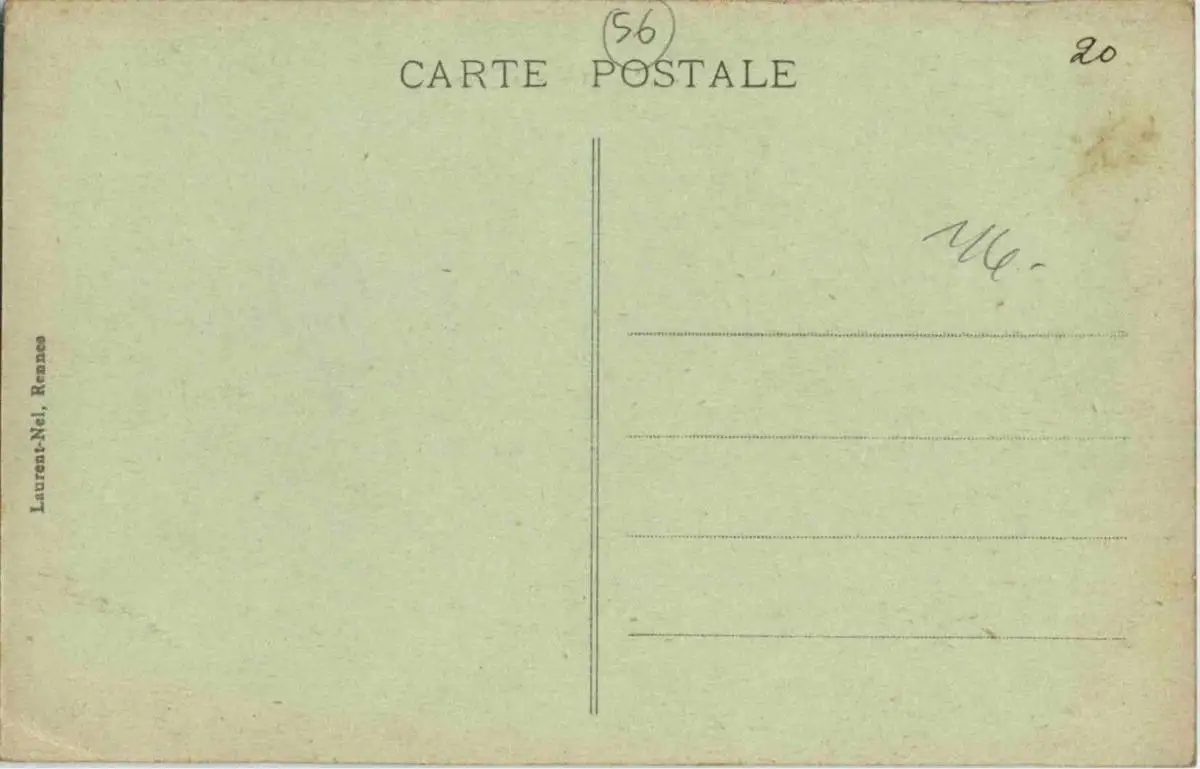 56
CARTE POSTALE
20
Laurent-Nel, Rennes